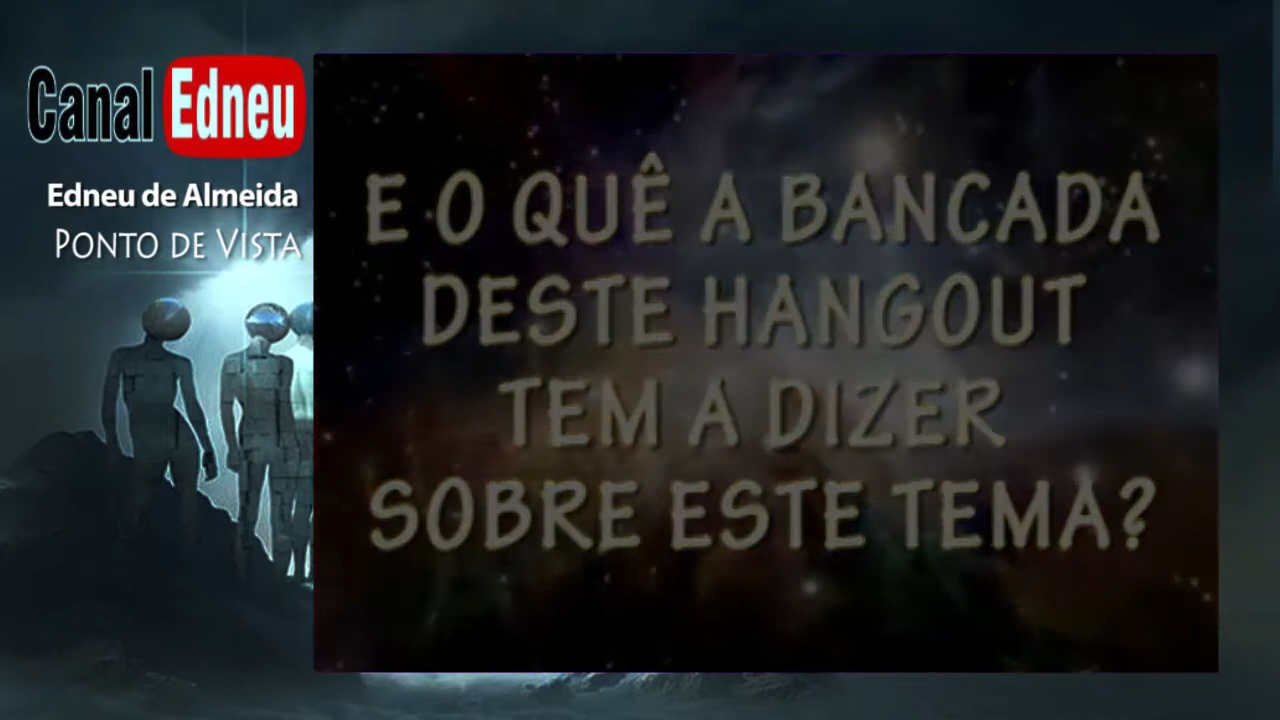 Canal Edneu
Edneu de Almeida
PONTO DE VISTA
E O QUÊ A BANCADA
DESTE HANGOUT
TEM A DIZER
SOBRE ESTE TEMA?